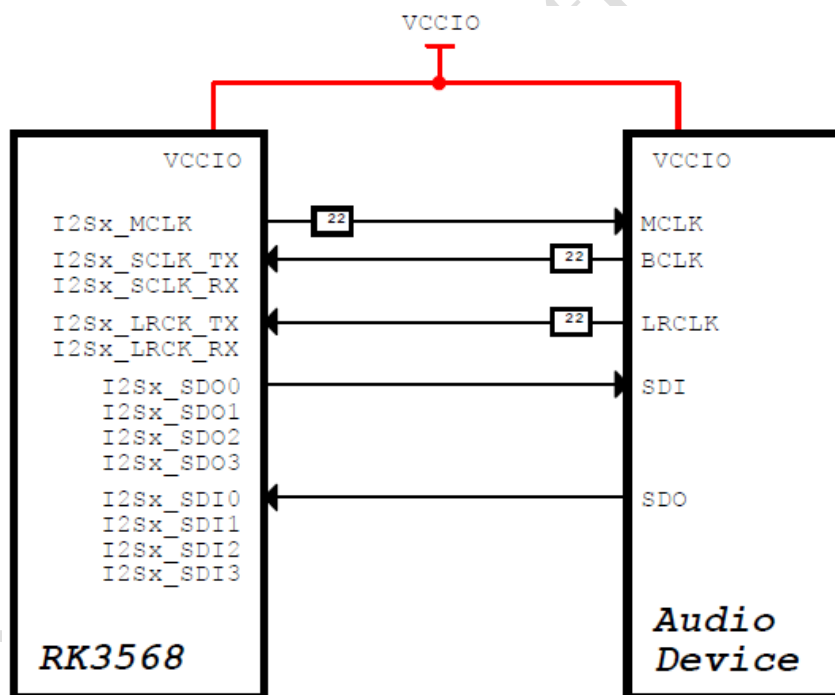 VCCIO
VCCIO
I2Sx_MCLK
I2Sx_SCLK_TX
I2Sx_SCLK_RX
I2Sx_LRCK_TX
I2Sx_LRCK_RX
I2Sx_SDO0
I2Sx_SDO1
I2Sx_SDO2
I2Sx_SDO3
I2Sx_SDI0
I2Sx_SDI1
I2Sx_SDI2
I2Sx_SDI3
RK3568
22
22
22
VCCIO
MCLK
BCLK
LRCLK
SDI
SDO
Audio
Device